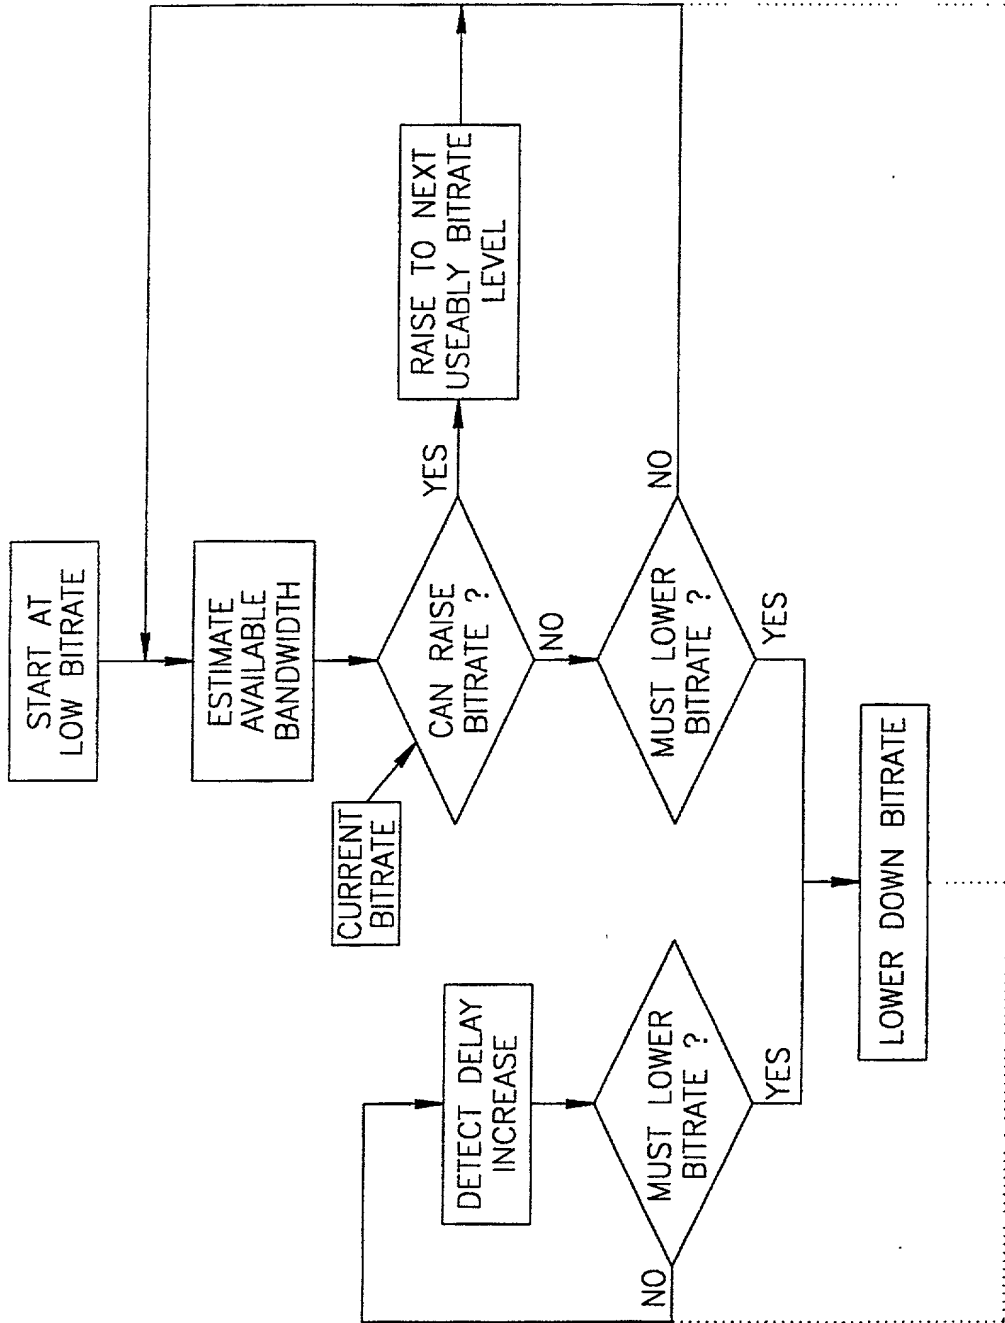 START AT
LOW BITRATE
ESTIMATE
AVAILABLE
BANDWIDTH
CURRENT
BITRATE
CAN RAISE
BITRATE ?
YES
RAISE TO NEXT
USEABLY BITRATE
LEVEL
NO
DETECT DELAY
INCREASE
MUST LOWER
BITRATE ?
NO
YES
MUST LOWER
BITRATE ?
NO
YES
LOWER DOWN BITRATE